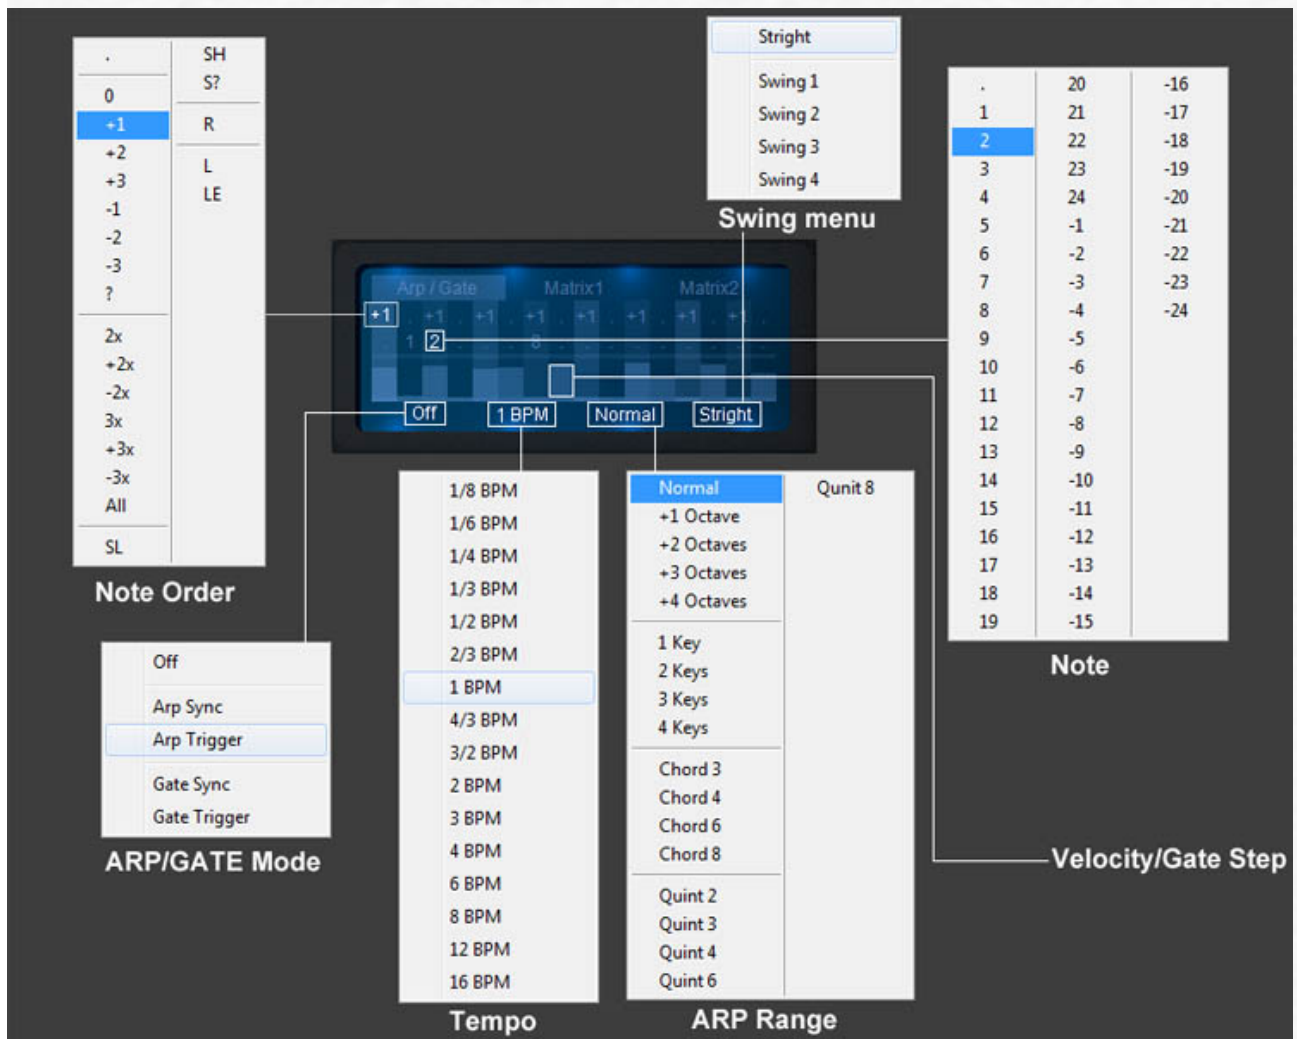 .
0
+1
+2
+3
-1
-2
-3
?
2x
+2x
-2x
3x
+3x
-3x
All
SL
SH
S?
R
L
LE
Note Order
Stright
Swing 1
Swing 2
Swing 3
Swing 4
Swing menu
.
1
2
3
4
5
6
7
8
9
10
11
12
13
14
15
16
17
18
19
20
21
22
23
24
-1
-2
-3
-4
-5
-6
-7
-8
-9
-10
-11
-12
-13
-14
-15
-16
-17
-18
-19
-20
-21
-22
-23
-24
Note
Arp / Gate Matrix1 Matrix2
+1 . +1 . +1 . +1 . +1 . +1 . +1 . +1 .
. 1 2 . . . 8 . . . . . . . . .
Off 1 BPM Normal Stright
Off
Arp Sync
Arp Trigger
Gate Sync
Gate Trigger
ARP/GATE Mode
1/8 BPM
1/6 BPM
1/4 BPM
1/3 BPM
1/2 BPM
2/3 BPM
1 BPM
4/3 BPM
3/2 BPM
2 BPM
3 BPM
4 BPM
6 BPM
8 BPM
12 BPM
16 BPM
Tempo
Normal
+1 Octave
+2 Octaves
+3 Octaves
+4 Octaves
1 Key
2 Keys
3 Keys
4 Keys
Chord 3
Chord 4
Chord 6
Chord 8
Quint 2
Quint 3
Quint 4
Quint 6
Qunit 8
ARP Range
Velocity/Gate Step